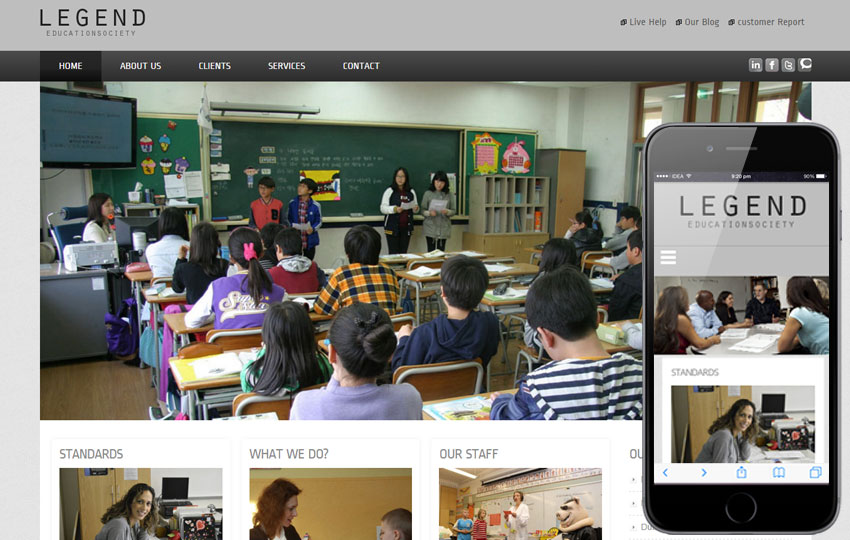 LEGEND
EDUCATIONSOCIETY
Live Help Our Blog customer Report
HOME ABOUT US CLIENTS SERVICES CONTACT
STANDARDS
WHAT WE DO?
OUR STAFF
OU
Du
IDEA 9:20 pm 90%
LEGEND
EDUCATIONSOCIETY
STANDARDS